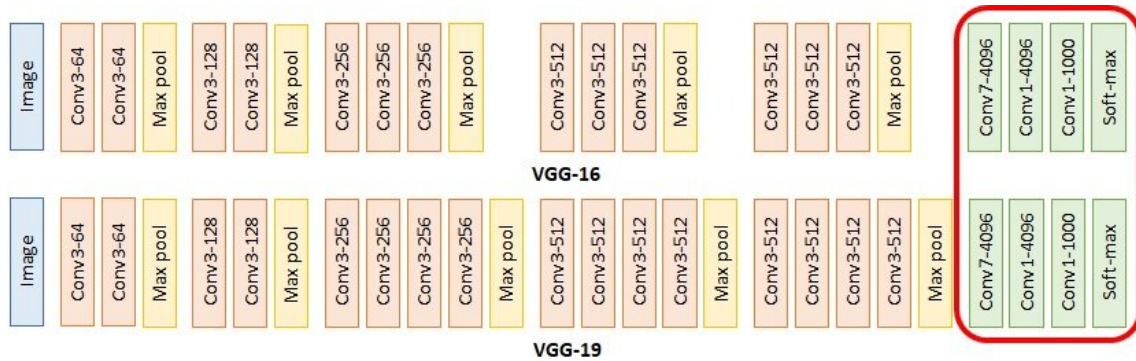 Image
Conv3-64
Conv3-64
Max pool
Conv3-128
Conv3-128
Max pool
Conv3-256
Conv3-256
Conv3-256
Max pool
Conv3-512
Conv3-512
Conv3-512
Max pool
Conv3-512
Conv3-512
Conv3-512
Max pool
Conv7-4096
Conv1-4096
Conv1-1000
Soft-max
VGG-16
Image
Conv3-64
Conv3-64
Max pool
Conv3-128
Conv3-128
Max pool
Conv3-256
Conv3-256
Conv3-256
Conv3-256
Max pool
Conv3-512
Conv3-512
Conv3-512
Conv3-512
Max pool
Conv3-512
Conv3-512
Conv3-512
Conv3-512
Max pool
Conv7-4096
Conv1-4096
Conv1-1000
Soft-max
VGG-19